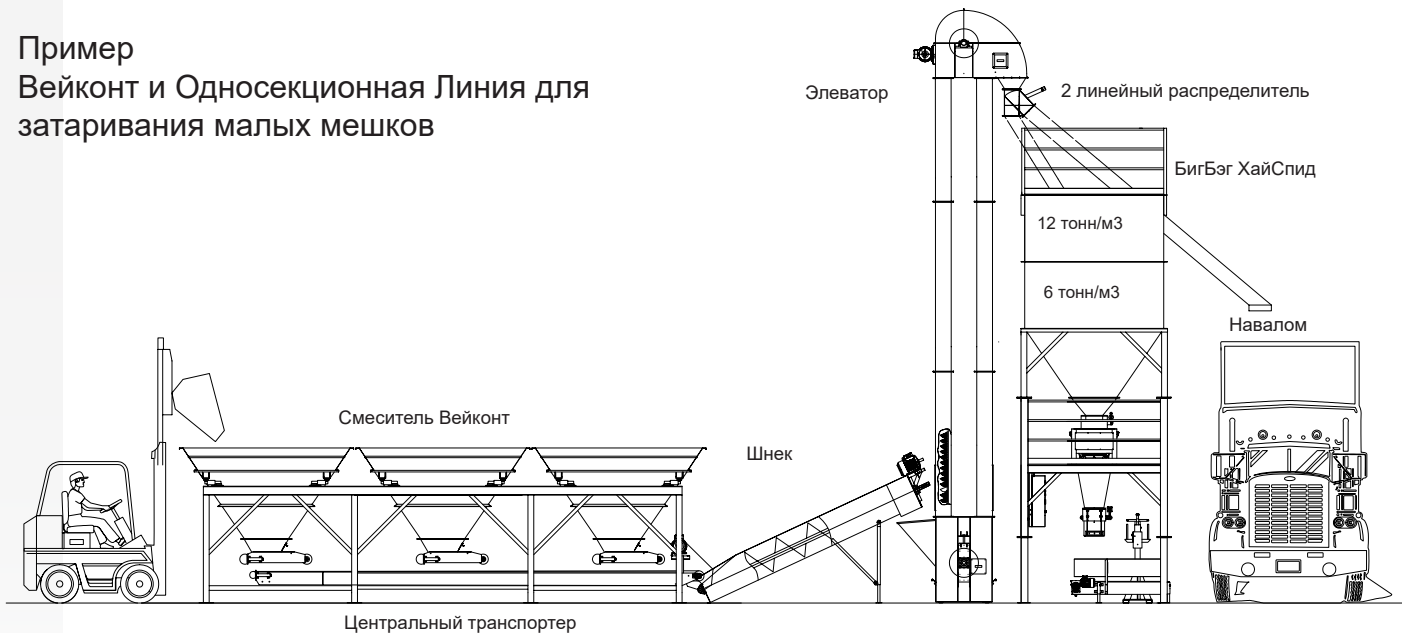 Пример
Вейконт и Односекционная Линия для
затаривания малых мешков
Элеватор
2 линейный распределитель
БигБэг ХайСпид
12 тонн/м3
6 тонн/м3
Навалом
Смеситель Вейконт
Шнек
Центральный транспортер